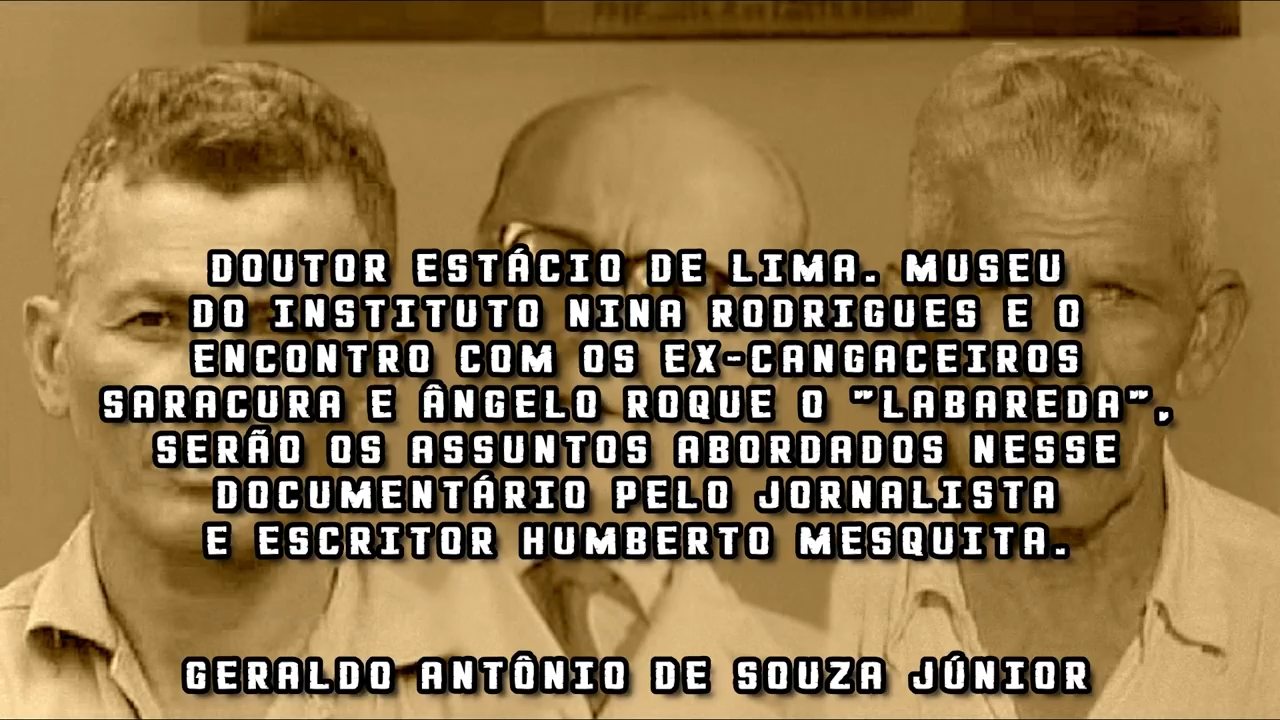 DOUTOR ESTÁCIO DE LIMA. MUSEU
DO INSTITUTO NINA RODRIGUES E O
ENCONTRO COM OS EX-CANGACEIROS
SARACURA E ÂNGELO ROQUE O "LABAREDA",
SERÃO OS ASSUNTOS ABORDADOS NESSE
DOCUMENTÁRIO PELO JORNALISTA
E ESCRITOR HUMBERTO MESQUITA.
GERALDO ANTÔNIO DE SOUZA JÚNIOR